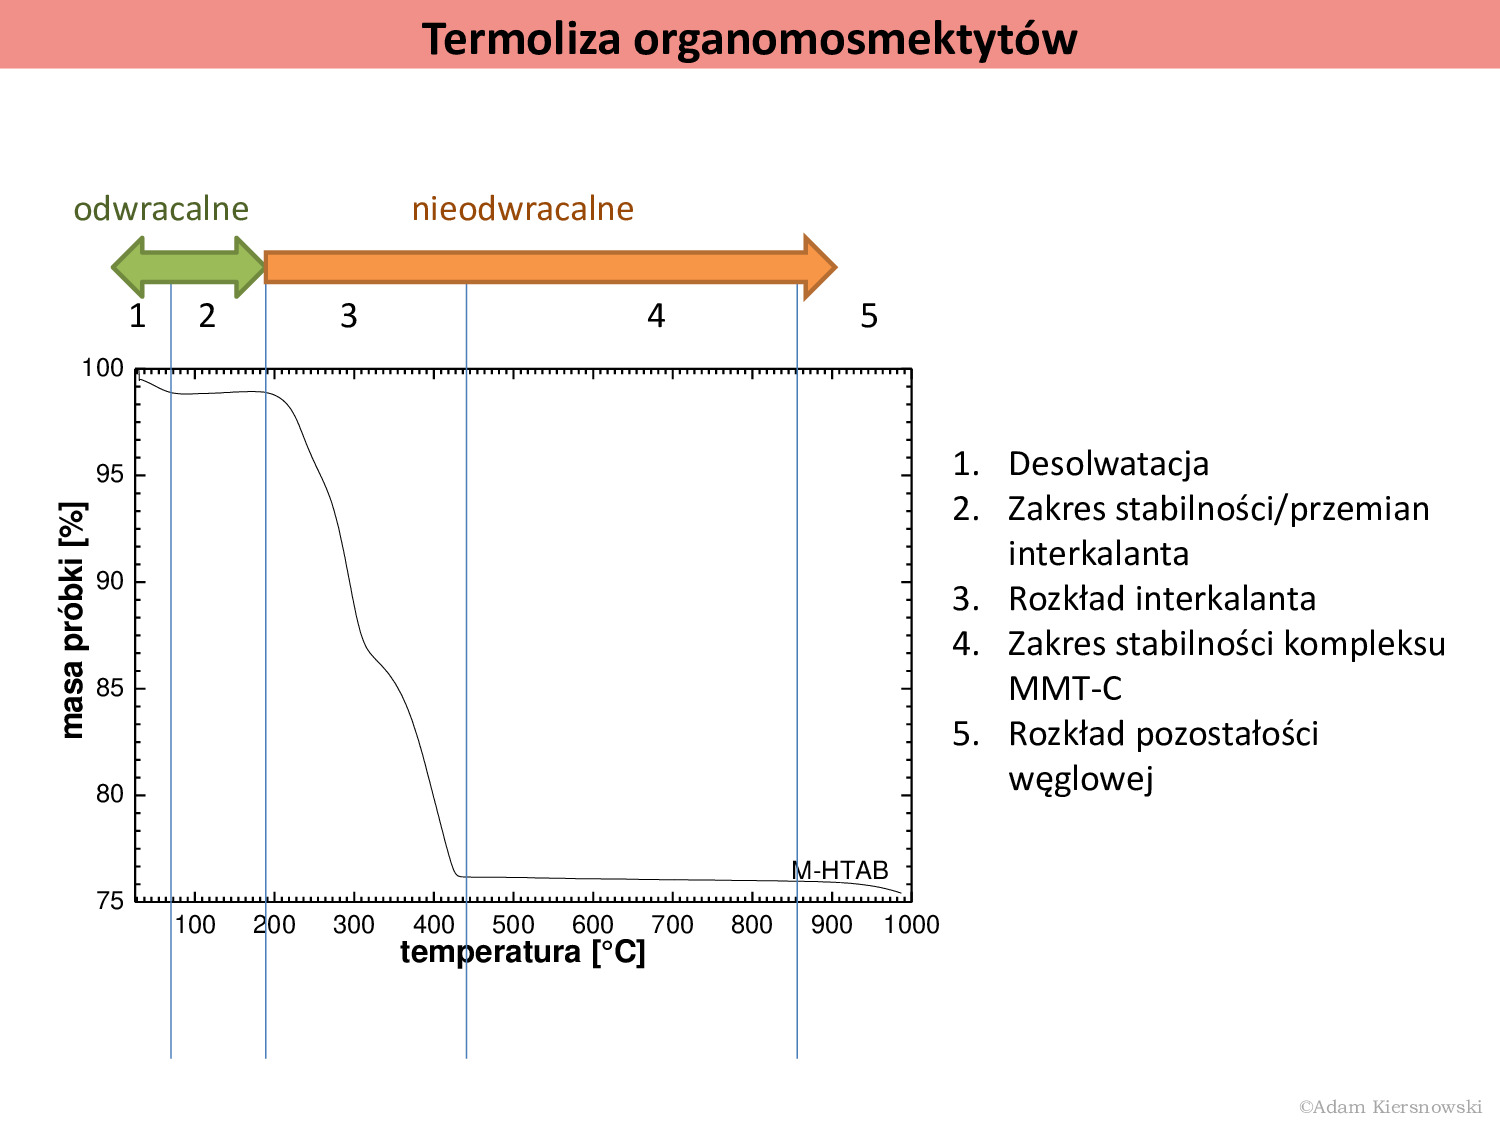 Termoliza organomosmektytów
odwracalne
nieodwracalne
1 2 3 4 5
100
95
90
85
80
75
masa próbki [%]
M-HTAB
100 200 300 400 500 600 700 800 900 1000
temperatura [°C]
1. Desolwatacja
2. Zakres stabilności/przemian
interkalanta
3. Rozkład interkalanta
4. Zakres stabilności kompleksu
MMT-C
5. Rozkład pozostałości
węglowej
©Adam Kiersnowski